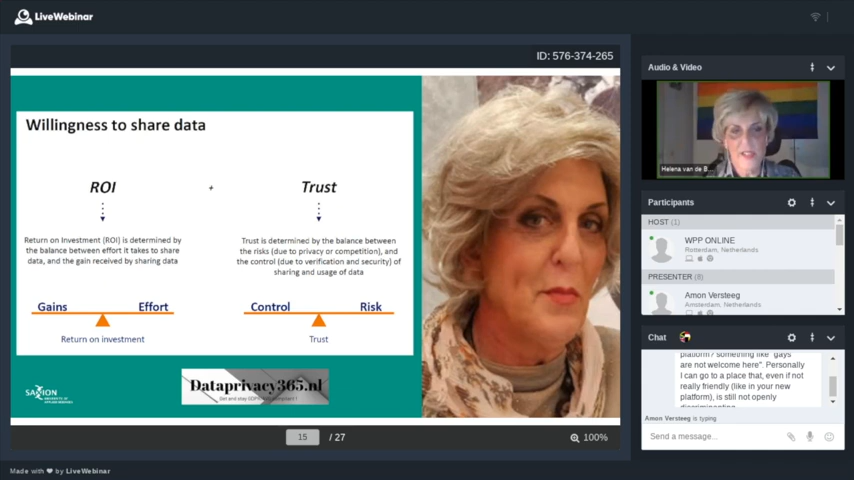 LiveWebinar
ID: 576-374-265
Willingness to share data
ROI
+
Trust
Return on Investment (ROI) is determined by
the balance between effort it takes to share
data, and the gain received by sharing data
Trust is determined by the balance between
the risks (due to privacy or competition), and
the control (due to verification and security) of
sharing and usage of data
Gains
Effort
Return on investment
Control
Risk
Trust
SAXION
UNIVERSITY OF
APPLIED SCIENCES
Dataprivacy365.nl
15
/ 27
100%
Audio & Video
Helena van de B...
Participants
HOST (1)
WPP ONLINE
Rotterdam, Netherlands
PRESENTER (8)
Amon Versteeg
Amsterdam, Netherlands
Chat
platform? something like "gays
are not welcome here". Personally
I can go to a place that, even if not
really friendly (like in your new
platform), is still not openly
Amon Versteeg is typing
Send a message...
Made with ❤ by LiveWebinar